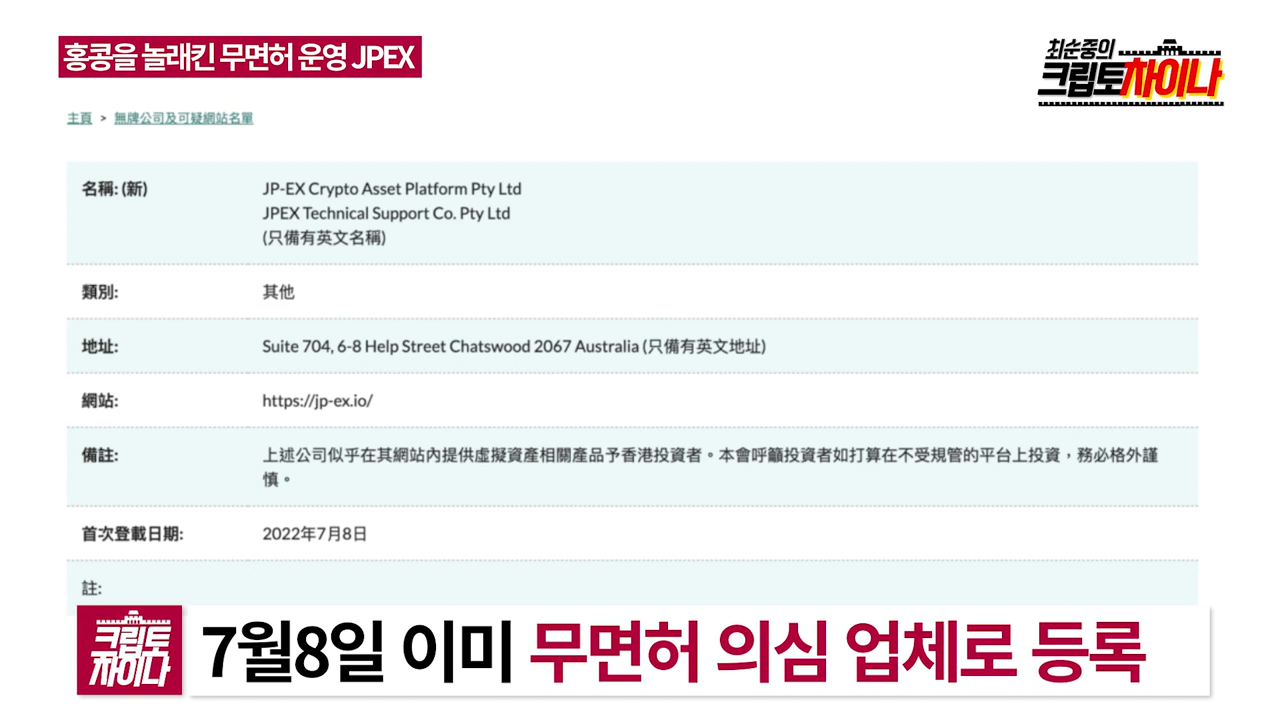 홍콩을 놀래킨 무면허 운영 JPEX
최순중의
크립토차이나
主頁 > 無牌公司及可疑網站名單
名稱: (新) JP-EX Crypto Asset Platform Pty Ltd
JPEX Technical Support Co. Pty Ltd
(只備有英文名稱)
類別: 其他
地址: Suite 704, 6-8 Help Street Chatswood 2067 Australia (只備有英文地址)
網站: https://jp-ex.io/
備註: 上述公司似乎在其網站內提供虛擬資產相關產品予香港投資者。本會呼籲投資者如打算在不受規管的平台上投資，務必格外謹
慎。
首次登載日期: 2022年7月8日
註:
크립토
차이나
7월8일 이미 무면허 의심 업체로 등록